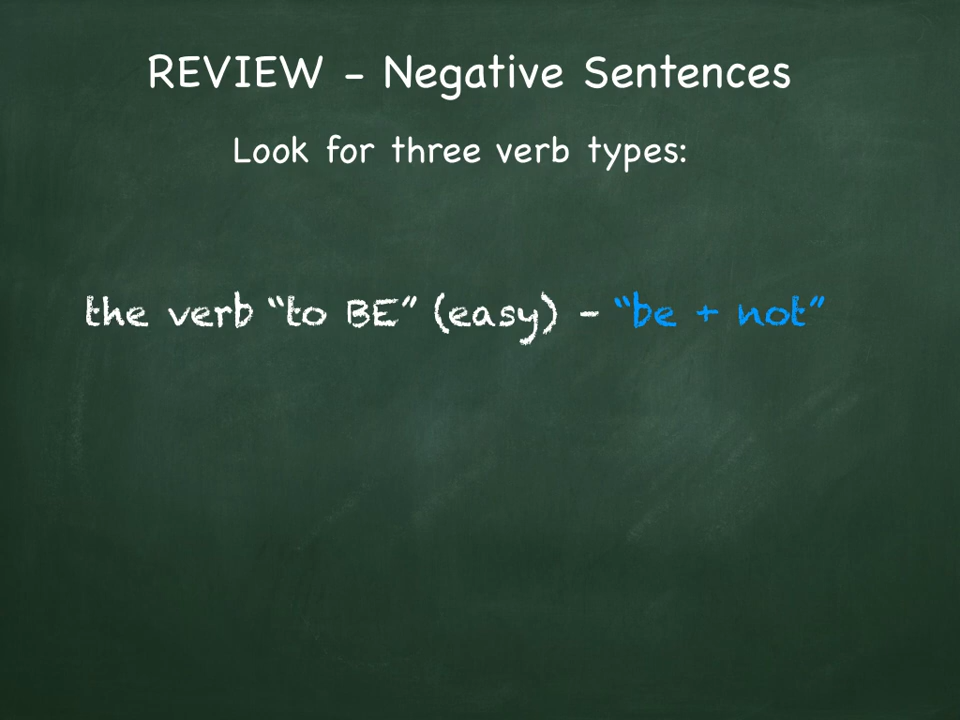 REVIEW - Negative Sentences
Look for three verb types:
the verb “to BE” (easy) - “be + not”